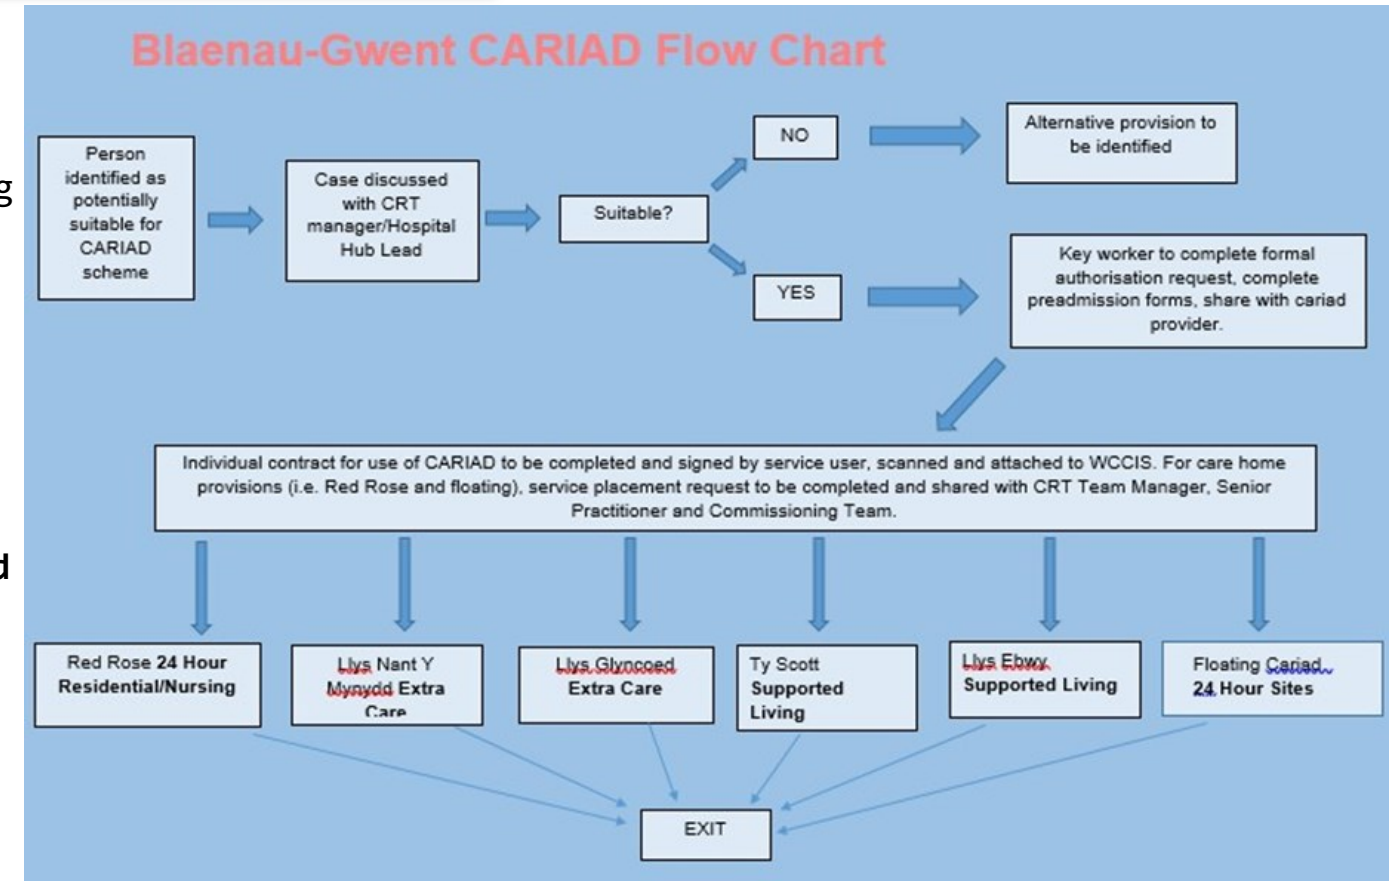 Blaenau-Gwent CARIAD Flow Chart
g
d
Person
identified as
potentially
suitable for
CARIAD
scheme
Case discussed
with CRT
manager/Hospital
Hub Lead
Suitable?
NO
Alternative provision to
be identified
YES
Key worker to complete formal
authorisation request, complete
preadmission forms, share with cariad
provider.
Individual contract for use of CARIAD to be completed and signed by service user, scanned and attached to WCCIS. For care home
provisions (i.e. Red Rose and floating), service placement request to be completed and shared with CRT Team Manager, Senior
Practitioner and Commissioning Team.
Red Rose 24 Hour
Residential/Nursing
Llys Nant Y
Mynydd Extra
Care
Llys Glyncoed
Extra Care
Ty Scott
Supported
Living
Llys Ebwy
Supported Living
Floating Cariad
24 Hour Sites
EXIT